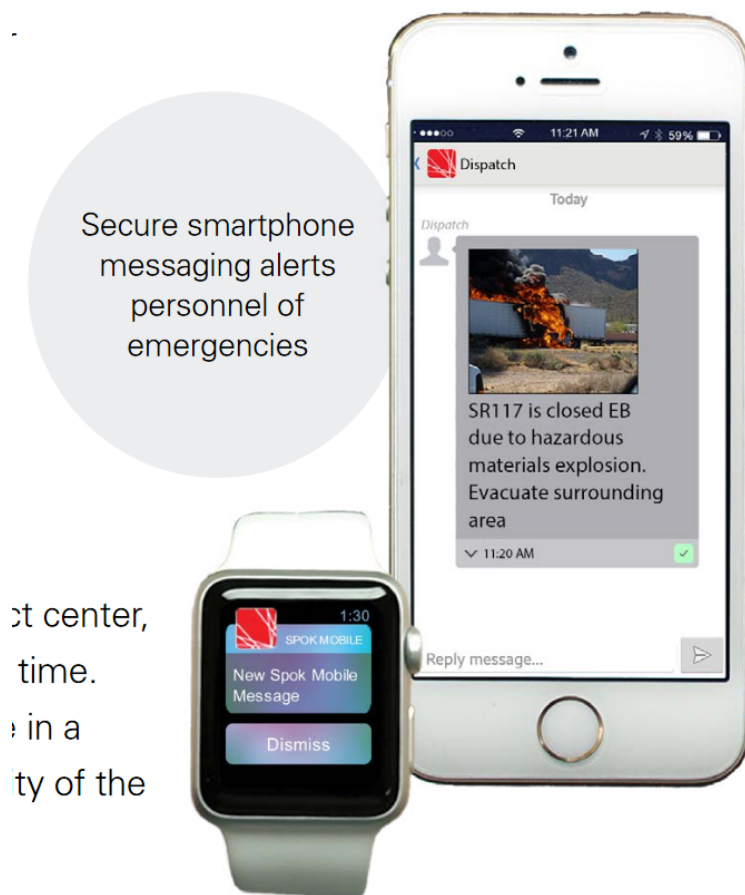 Secure smartphone
messaging alerts
personnel of
emergencies
11:21 AM
59%
Dispatch
Today
Dispatch
SR117 is closed EB
due to hazardous
materials explosion.
Evacuate surrounding
area
11:20 AM
Reply message...
1:30
SPOK MOBILE
New Spok Mobile
Message
Dismiss
ct center,
time.
in a
ity of the